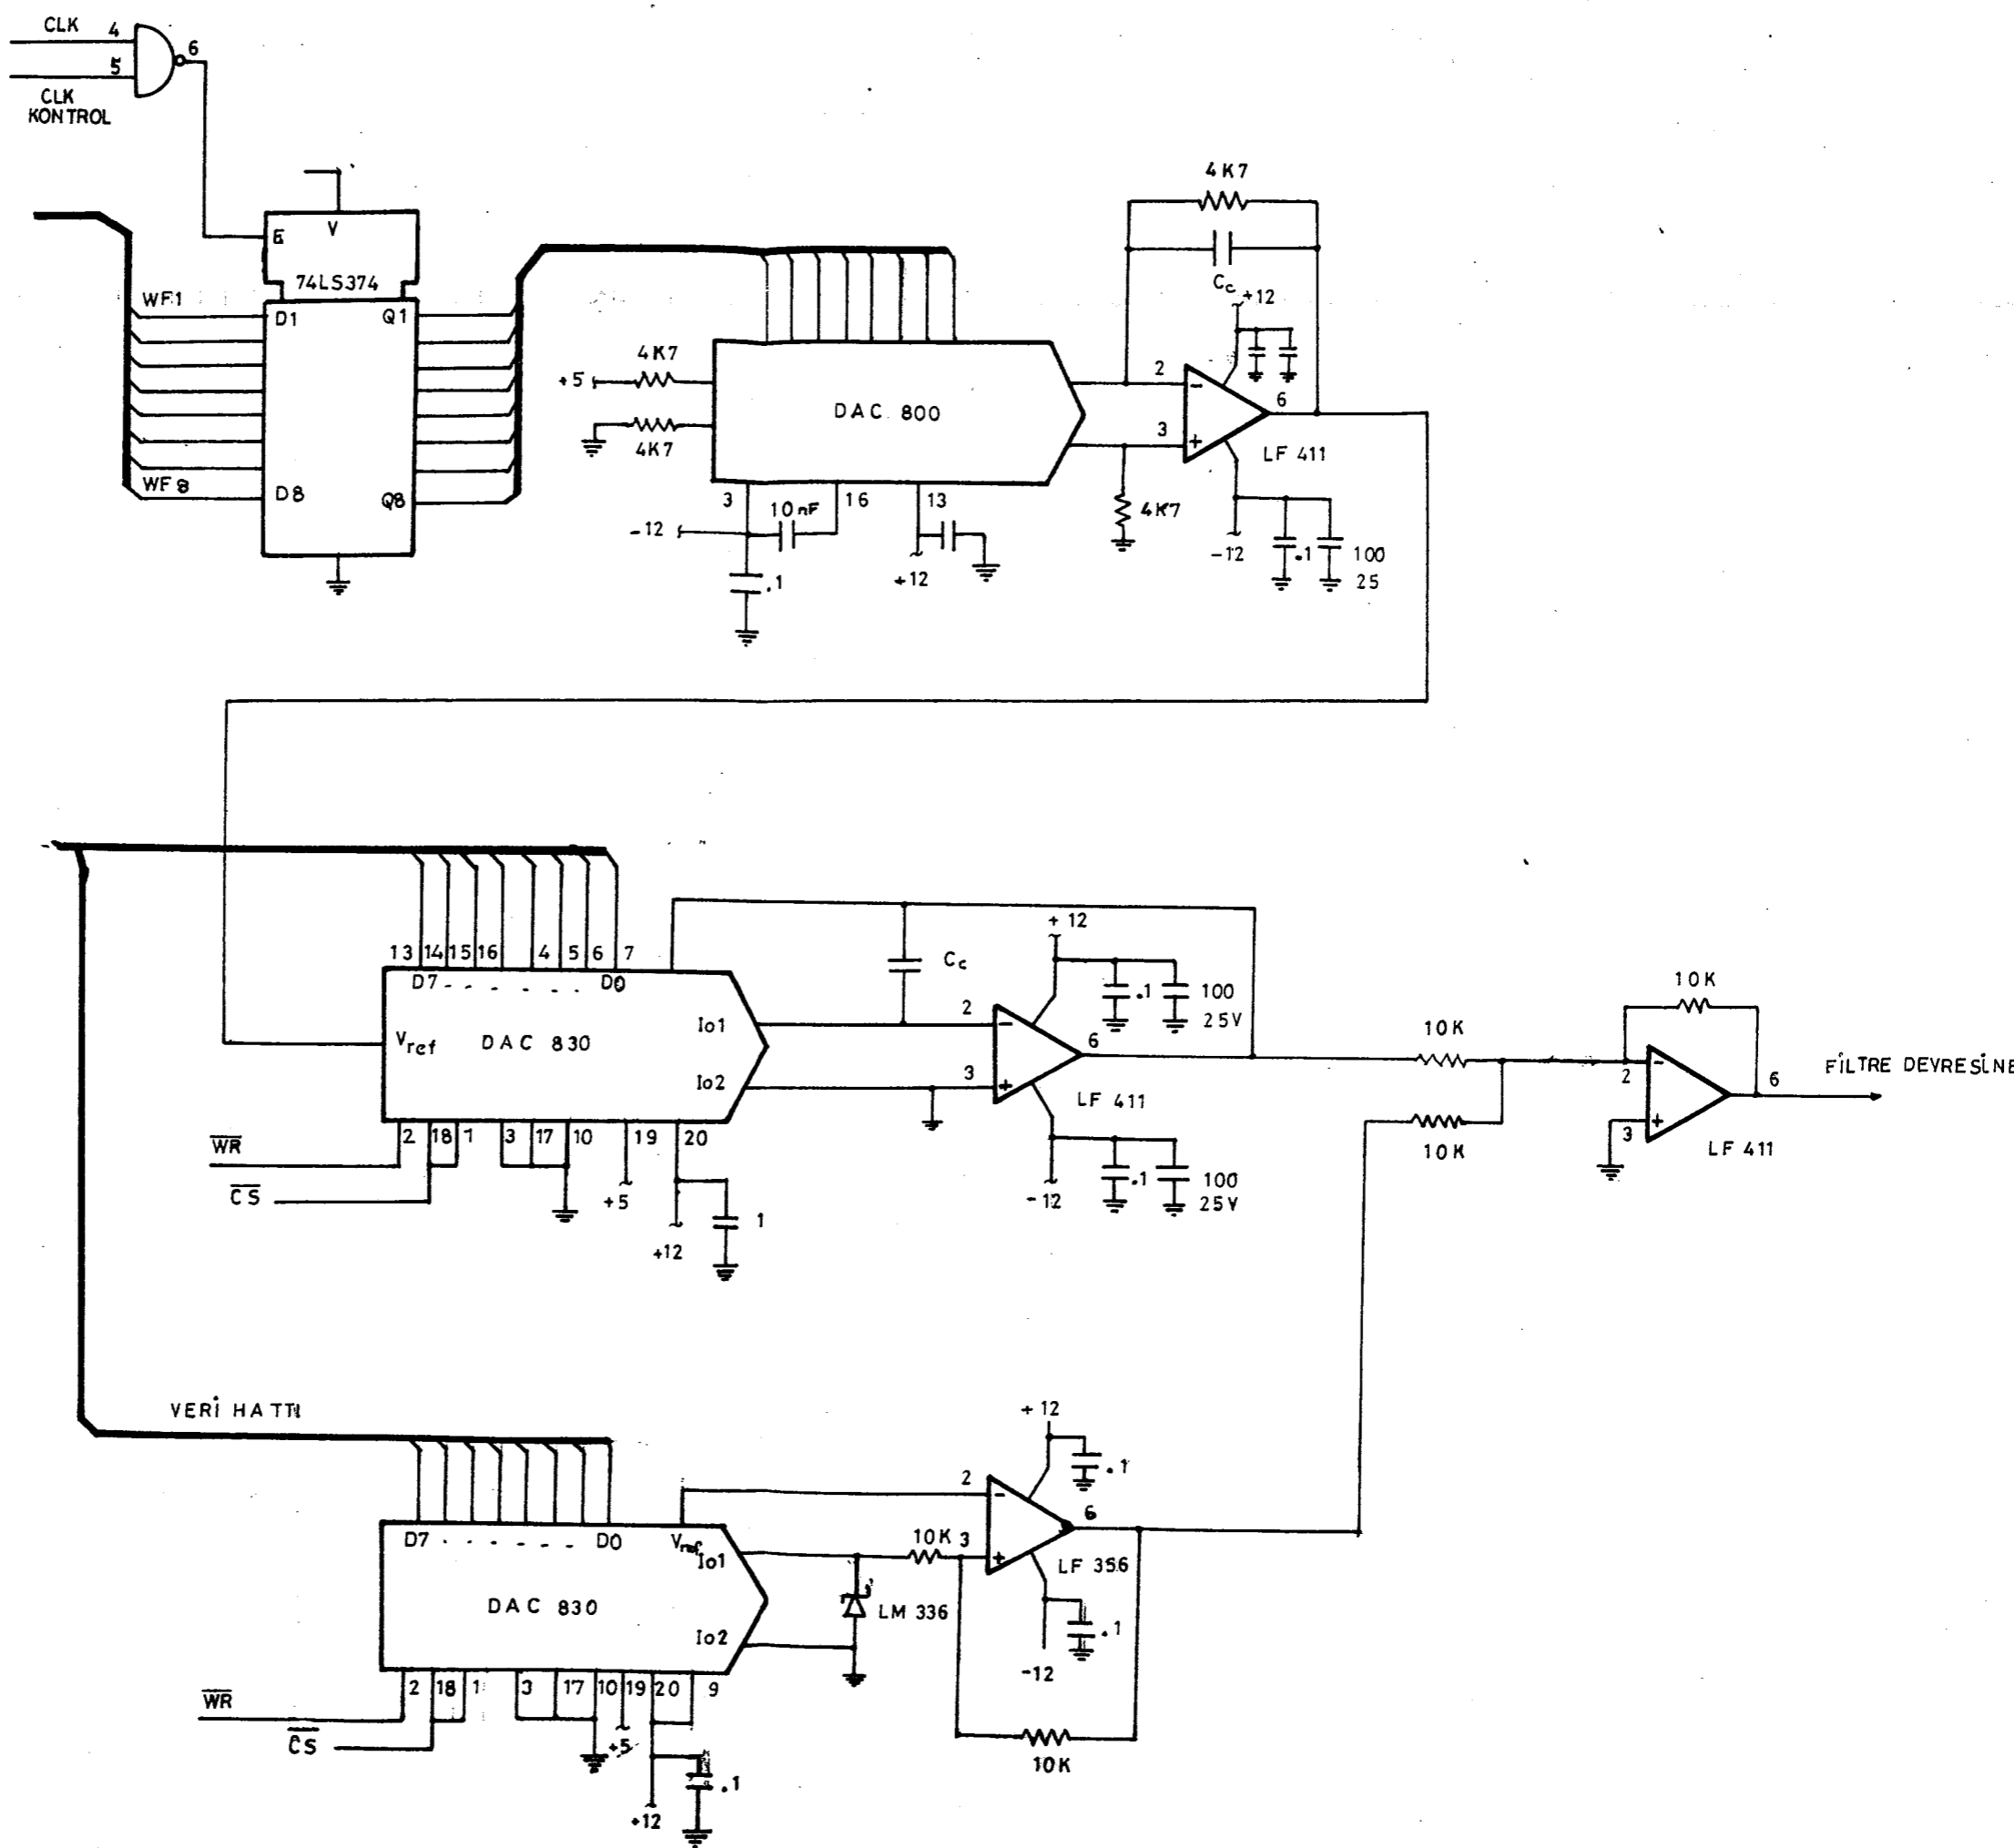 CLK 4
6
5
CLK
KONTROL
E V
74LS374
WF1
D1 Q1
WF8
D8 Q8
4K7
Cc
+12
4K7
+5
4K7
DAC 800
2
6
3
LF 411
3
10nF
16
13
-12
.1
+12
4K7
-12
.1
100
25
13 14 15 16 4 5 6 7
D7 - - - - - - D0
Vref
DAC 830
Io1
Io2
Cc
+12
.1
100
25V
2
6
3
LF 411
-12
.1
100
25V
WR
CS
2 18 1 3 17 10 19 20
+5
+12
1
10K
10K
10K
2
6
3
LF 411
FİLTRE DEVRESİNE
VERİ HATTI
D7 - - - - - - D0
Vref
Io1
DAC 830
Io2
LM 336
10K
+12
.1
2
6
3
LF 356
-12
.1
10K
WR
CS
2 18 1 3 17 10 19 20 9
+5
+12
.1